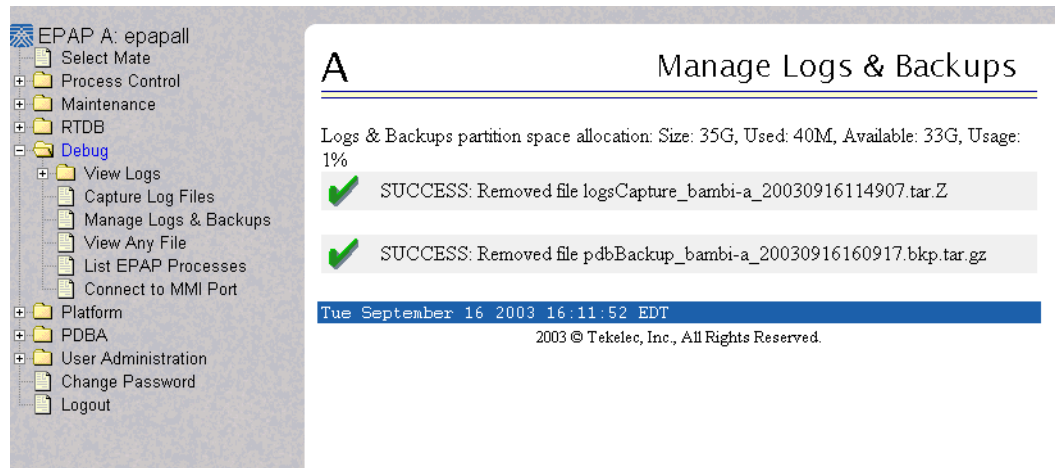 EPAP A: epapall
Select Mate
Process Control
Maintenance
RTDB
Debug
View Logs
Capture Log Files
Manage Logs & Backups
View Any File
List EPAP Processes
Connect to MMI Port
Platform
PDBA
User Administration
Change Password
Logout
A
Manage Logs & Backups
Logs & Backups partition space allocation: Size: 35G, Used: 40M, Available: 33G, Usage:
1%
SUCCESS: Removed file logsCapture_bambi-a_20030916114907.tar.Z
SUCCESS: Removed file pdbBackup_bambi-a_20030916160917.bkp.tar.gz
Tue September 16 2003 16:11:52 EDT
2003 © Tekelec, Inc., All Rights Reserved.